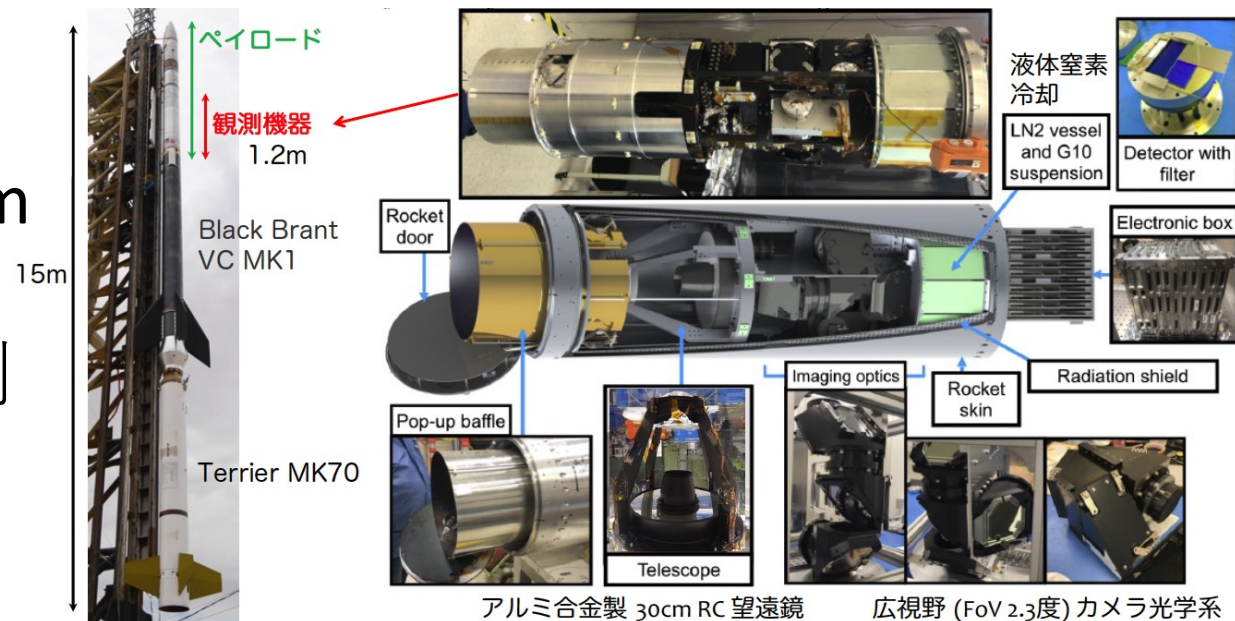 ペイロード
観測機器
1.2m
m
15m
Black Brant
VC MK1
Terrier MK70
液体窒素
冷却
LN2 vessel
and G10
suspension
Detector with
filter
Rocket
door
Electronic box
Imaging optics
Rocket
skin
Radiation shield
Pop-up baffle
Telescope
アルミ合金製 30cm RC 望遠鏡
広視野 (FoV 2.3度) カメラ光学系